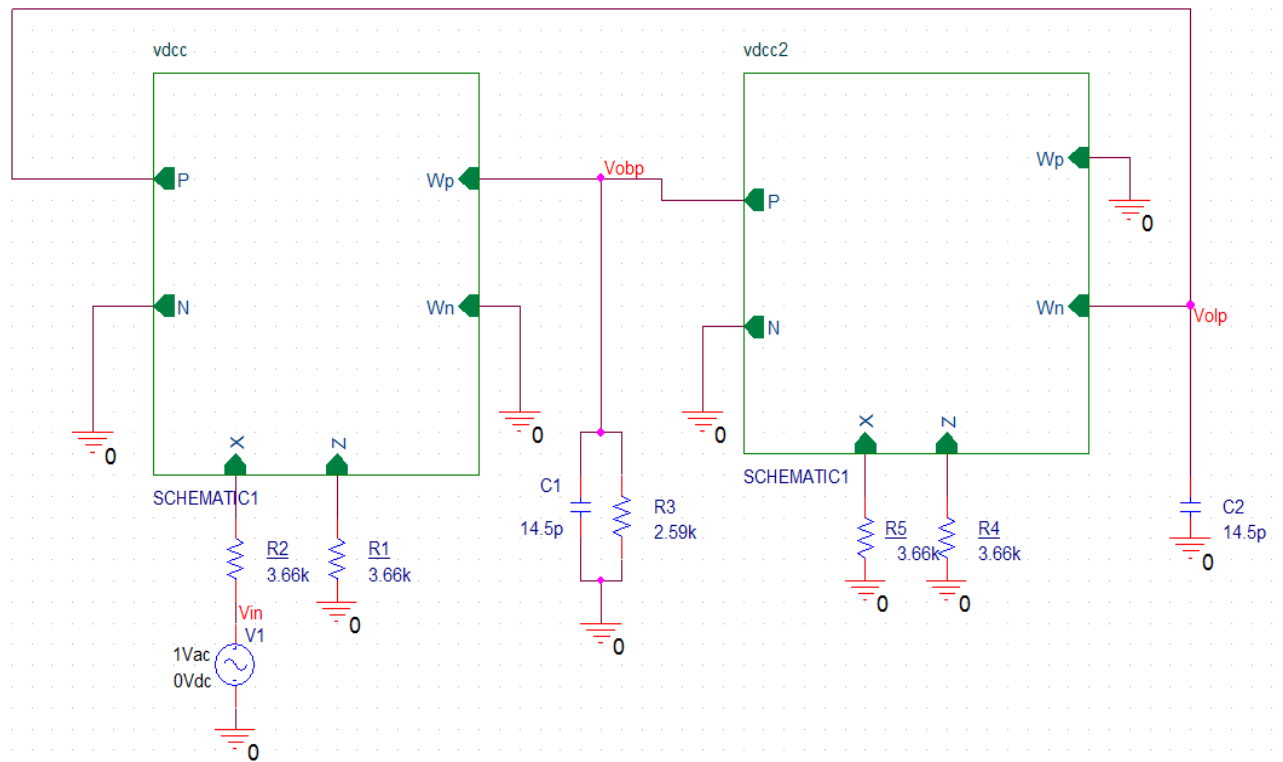 vdcc
vdcc2
P
Wp
Vobp
P
Wp
0
N
Wn
N
Wn
Volp
0
0
0
X
Z
X
Z
SCHEMATIC1
SCHEMATIC1
C1
14.5p
R3
2.59k
R5
3.66k
R4
3.66k
C2
14.5p
R2
3.66k
R1
3.66k
0
0
0
0
0
Vin
V1
1Vac
0Vdc
0